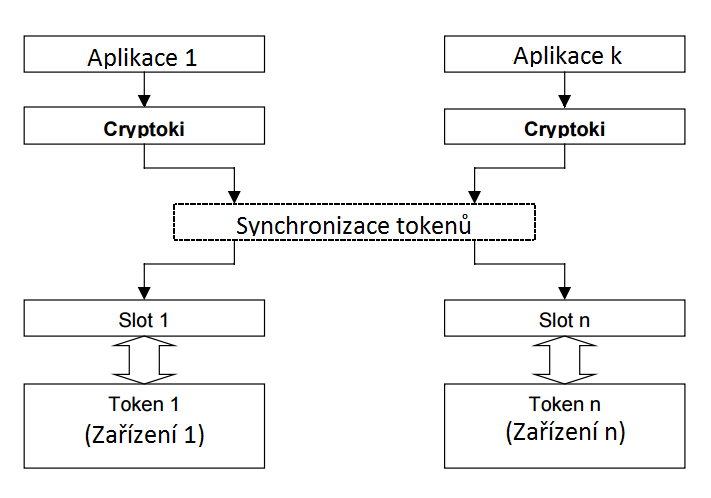 Aplikace 1
Aplikace k
Cryptoki
Cryptoki
Synchronizace tokenů
Slot 1
Slot n
Token 1
(Zařízení 1)
Token n
(Zařízení n)